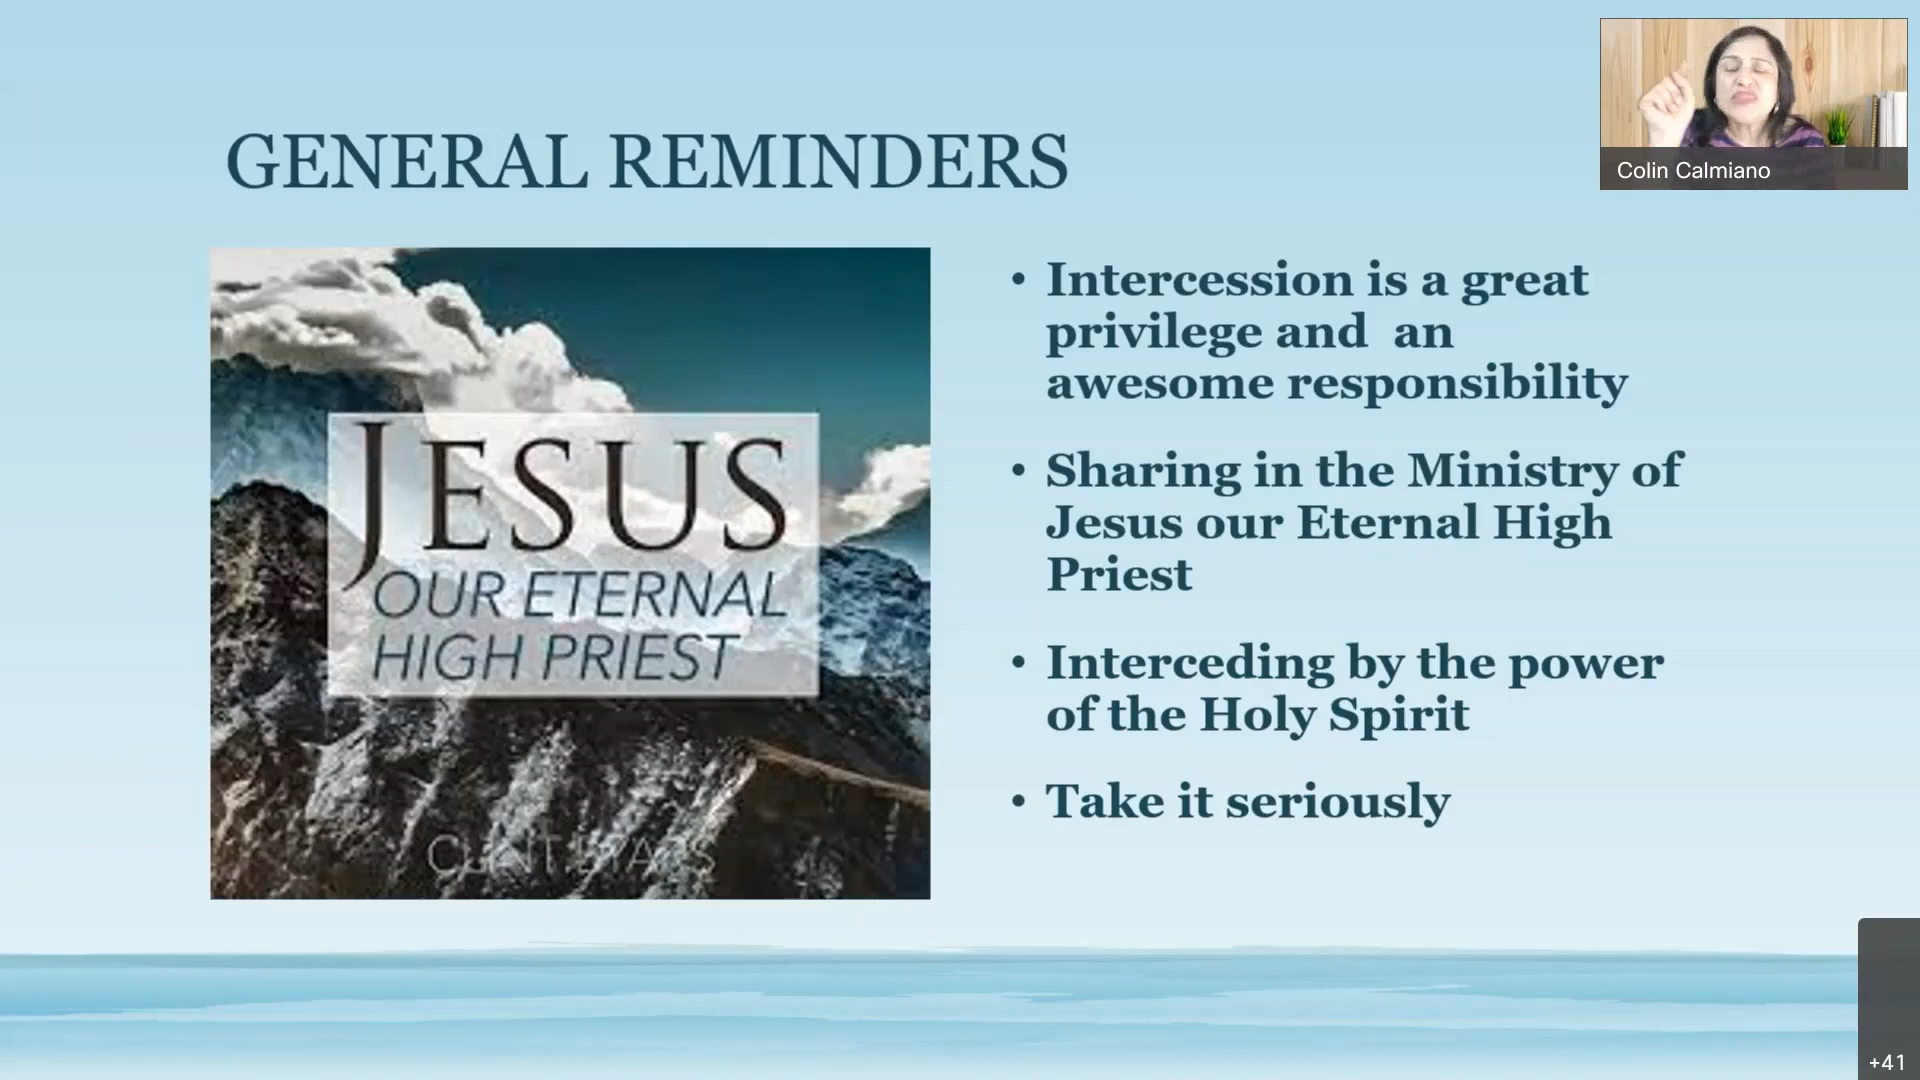 GENERAL REMINDERS
Colin Calmiano
JESUS
OUR ETERNAL
HIGH PRIEST
• Intercession is a great
privilege and an
awesome responsibility
• Sharing in the Ministry of
Jesus our Eternal High
Priest
• Interceding by the power
of the Holy Spirit
• Take it seriously
+41